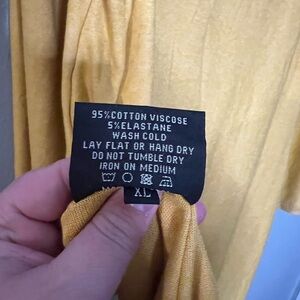 95%COTTON VISCOSE
5%ELASTANE
WASH COLD
LAY FLAT OR HANG DRY
DO NOT TUMBLE DRY
IRON ON MEDIUM
XL